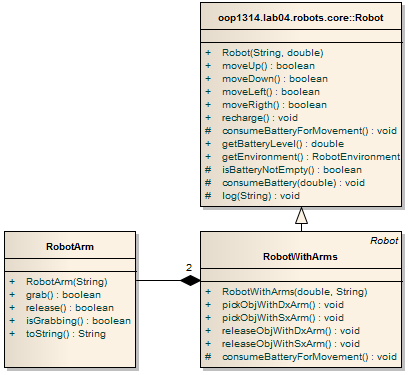 oop1314.lab04.robots.core::Robot
+ Robot(String, double)
+ moveUp() : boolean
+ moveDown() : boolean
+ moveLeft() : boolean
+ moveRigth() : boolean
+ recharge() : void
# consumeBatteryForMovement() : void
+ getBatteryLevel() : double
+ getEnvironment() : RobotEnvironment
# isBatteryNotEmpty() : boolean
# consumeBattery(double) : void
# log(String) : void
RobotArm
+ RobotArm(String)
+ grab() : boolean
+ release() : boolean
+ isGrabbing() : boolean
+ toString() : String
2
Robot
RobotWithArms
+ RobotWithArms(double, String)
+ pickObjWithDxArm() : void
+ pickObjWithSxArm() : void
+ releaseObjWithDxArm() : void
+ releaseObjWithSxArm() : void
# consumeBatteryForMovement() : void